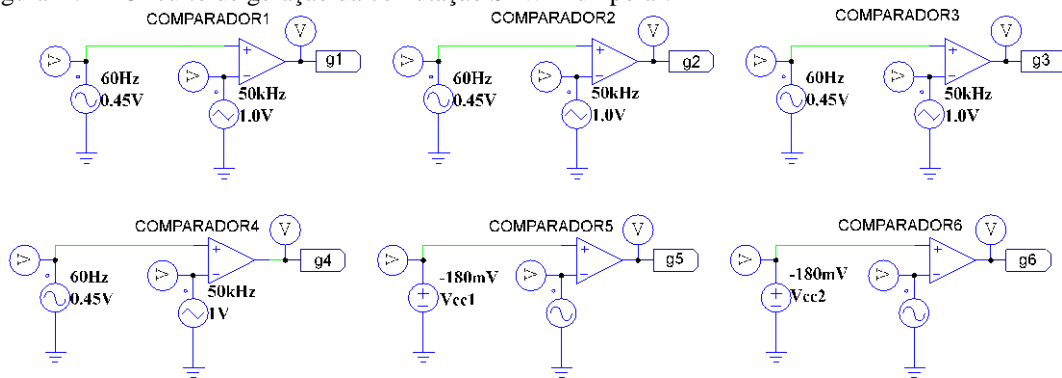 COMPARADOR1
V
V
g1
V
60Hz
0.45V
50kHz
1.0V
COMPARADOR2
V
V
g2
V
60Hz
0.45V
50kHz
1.0V
COMPARADOR3
V
V
g3
V
60Hz
0.45V
50kHz
1.0V
COMPARADOR4
V
V
g4
V
60Hz
0.45V
50kHz
1V
COMPARADOR5
V
V
g5
V
-180mV
Vcc1
COMPARADOR6
V
V
g6
V
-180mV
Vcc2